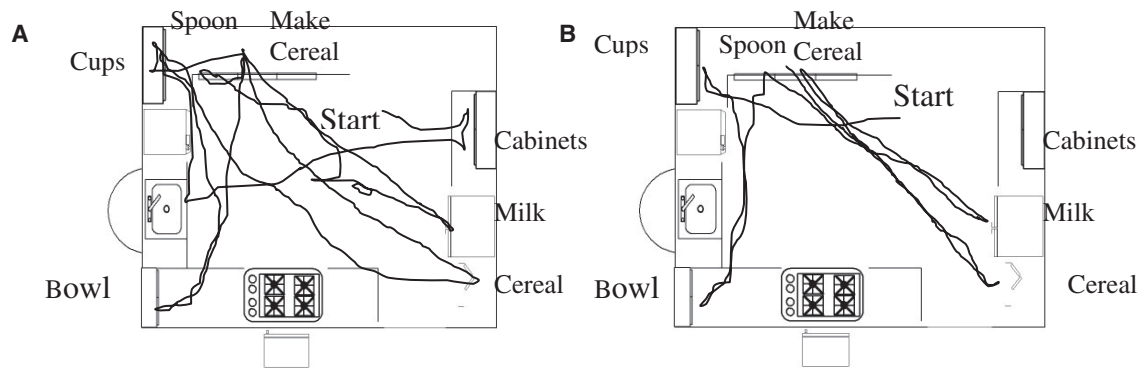 A
Spoon
Make
Cereal
Cups
Start
Cabinets
Milk
Cereal
Bowl
B
Make
Cereal
Cups
Spoon
Start
Cabinets
Milk
Cereal
Bowl